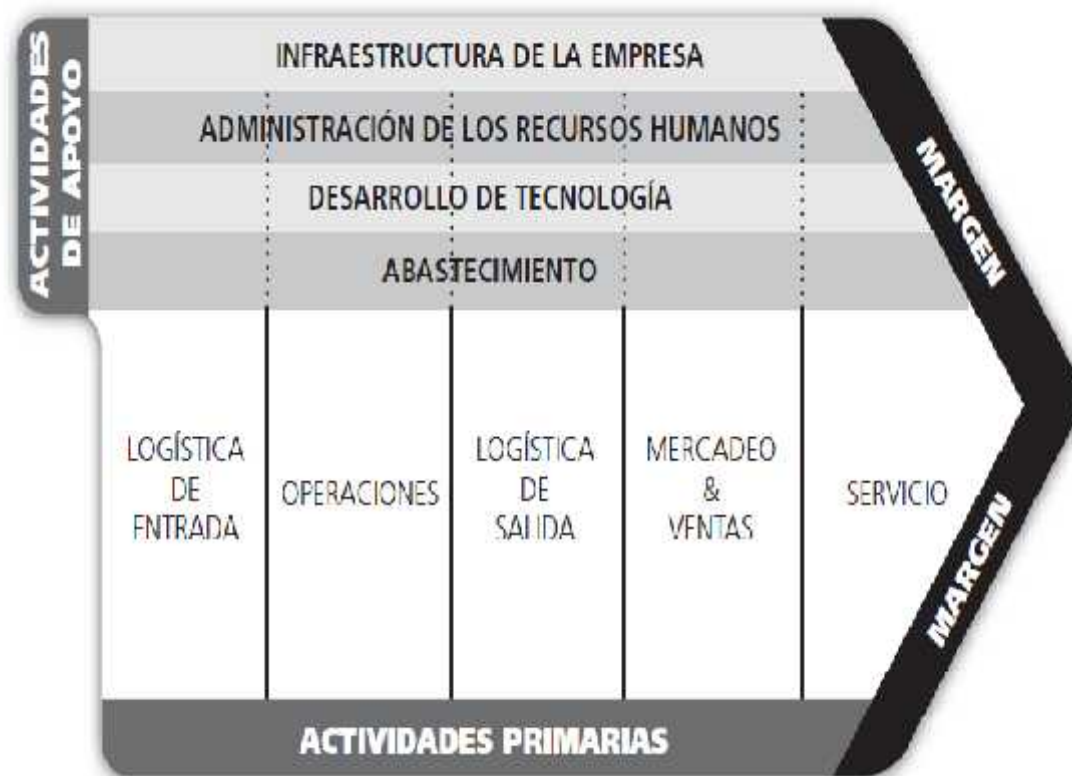 ACTIVIDADES
DE APOYO
INFRAESTRUCTURA DE LA EMPRESA
ADMINISTRACIÓN DE LOS RECURSOS HUMANOS
DESARROLLO DE TECNOLOGÍA
ABASTECIMIENTO
MARGEN
LOGÍSTICA
DE
ENTRADA
OPERACIONES
LOGÍSTICA
DE
SALIDA
MERCADEO
&
VENTAS
SERVICIO
MARGEN
ACTIVIDADES PRIMARIAS